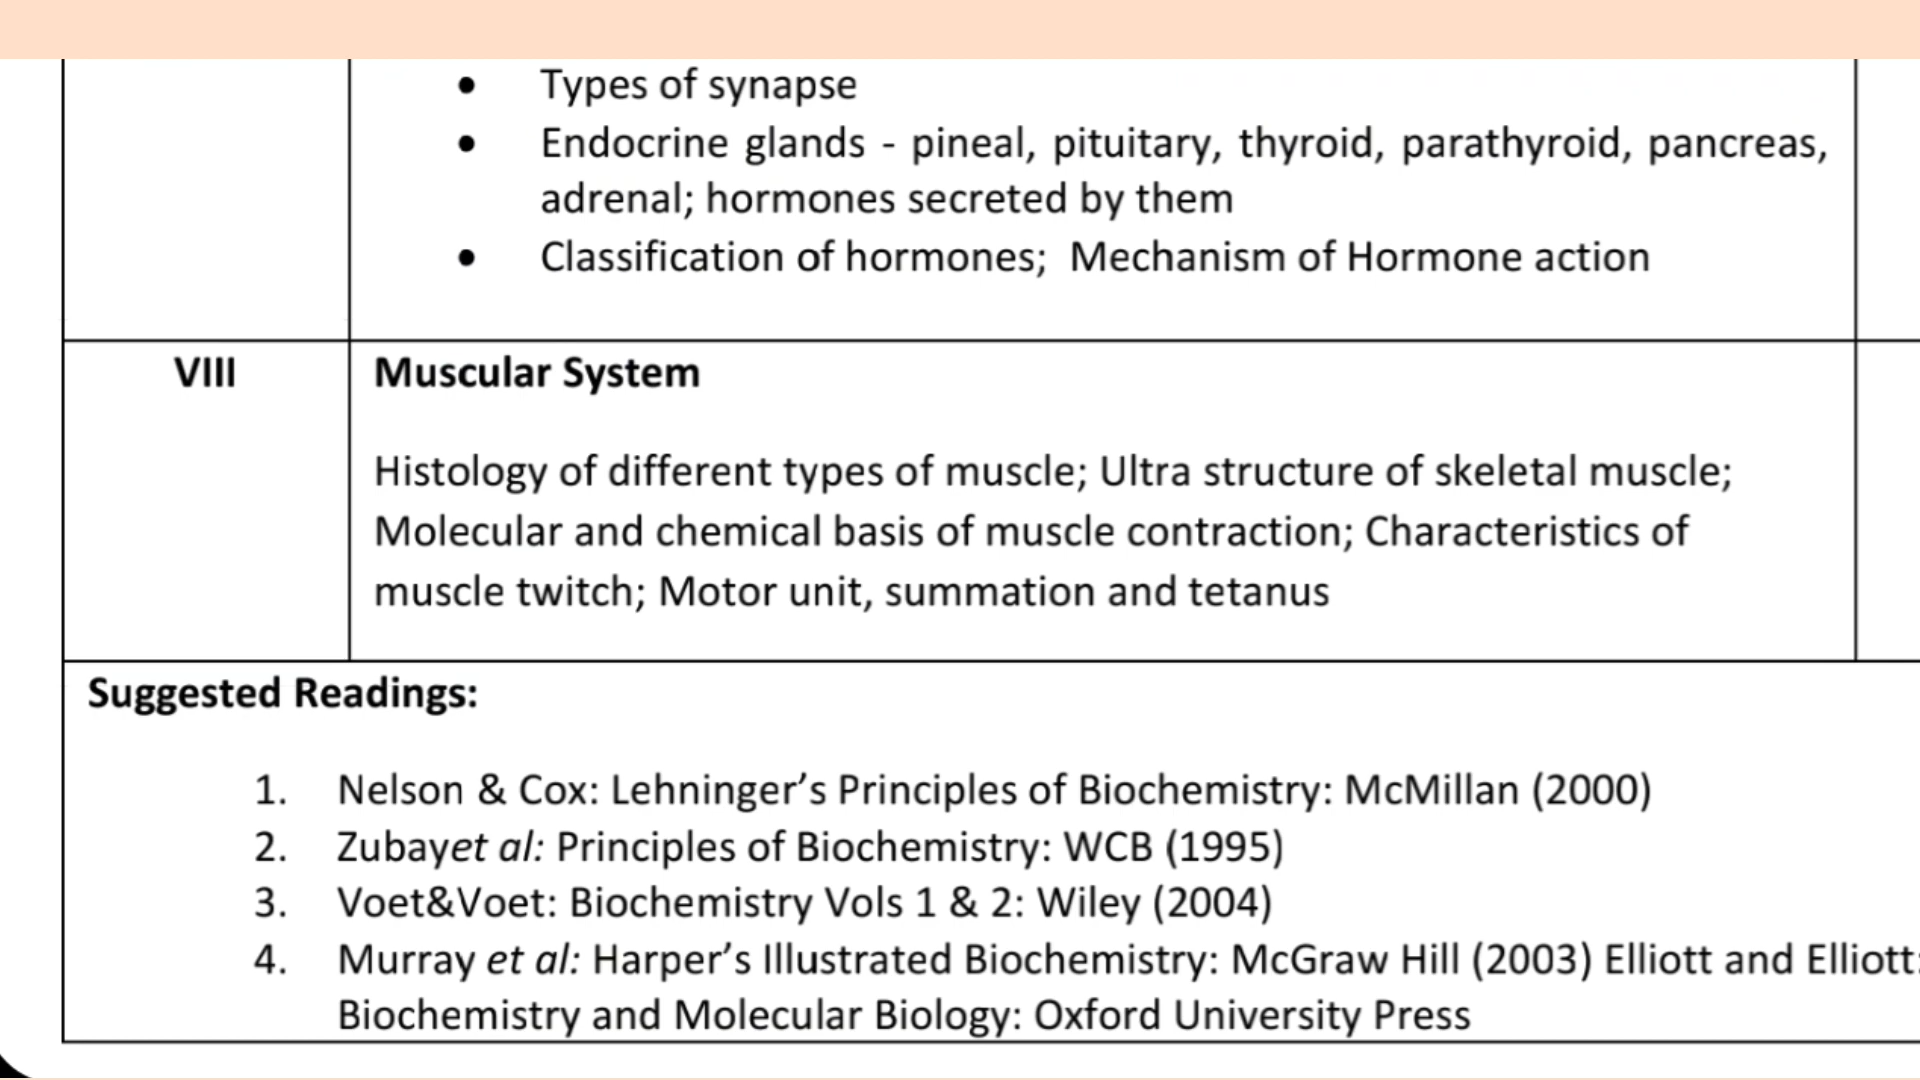 • Types of synapse
• Endocrine glands - pineal, pituitary, thyroid, parathyroid, pancreas,
adrenal; hormones secreted by them
• Classification of hormones; Mechanism of Hormone action
VIII Muscular System
Histology of different types of muscle; Ultra structure of skeletal muscle;
Molecular and chemical basis of muscle contraction; Characteristics of
muscle twitch; Motor unit, summation and tetanus
Suggested Readings:
1. Nelson & Cox: Lehninger’s Principles of Biochemistry: McMillan (2000)
2. Zubayet al: Principles of Biochemistry: WCB (1995)
3. Voet&Voet: Biochemistry Vols 1 & 2: Wiley (2004)
4. Murray et al: Harper’s Illustrated Biochemistry: McGraw Hill (2003) Elliott and Elliott:
Biochemistry and Molecular Biology: Oxford University Press